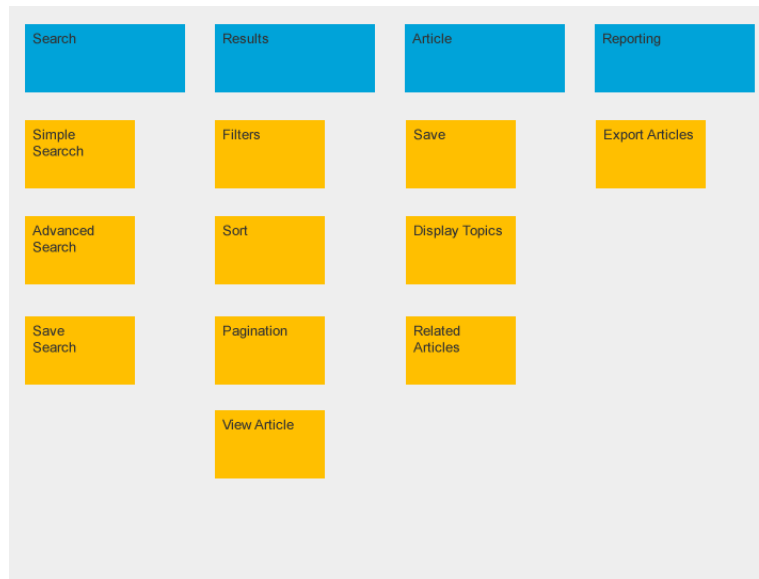 Search
Results
Article
Reporting
Simple
Searcch
Filters
Save
Export Articles
Advanced
Search
Sort
Display Topics
Save
Search
Pagination
Related
Articles
View Article